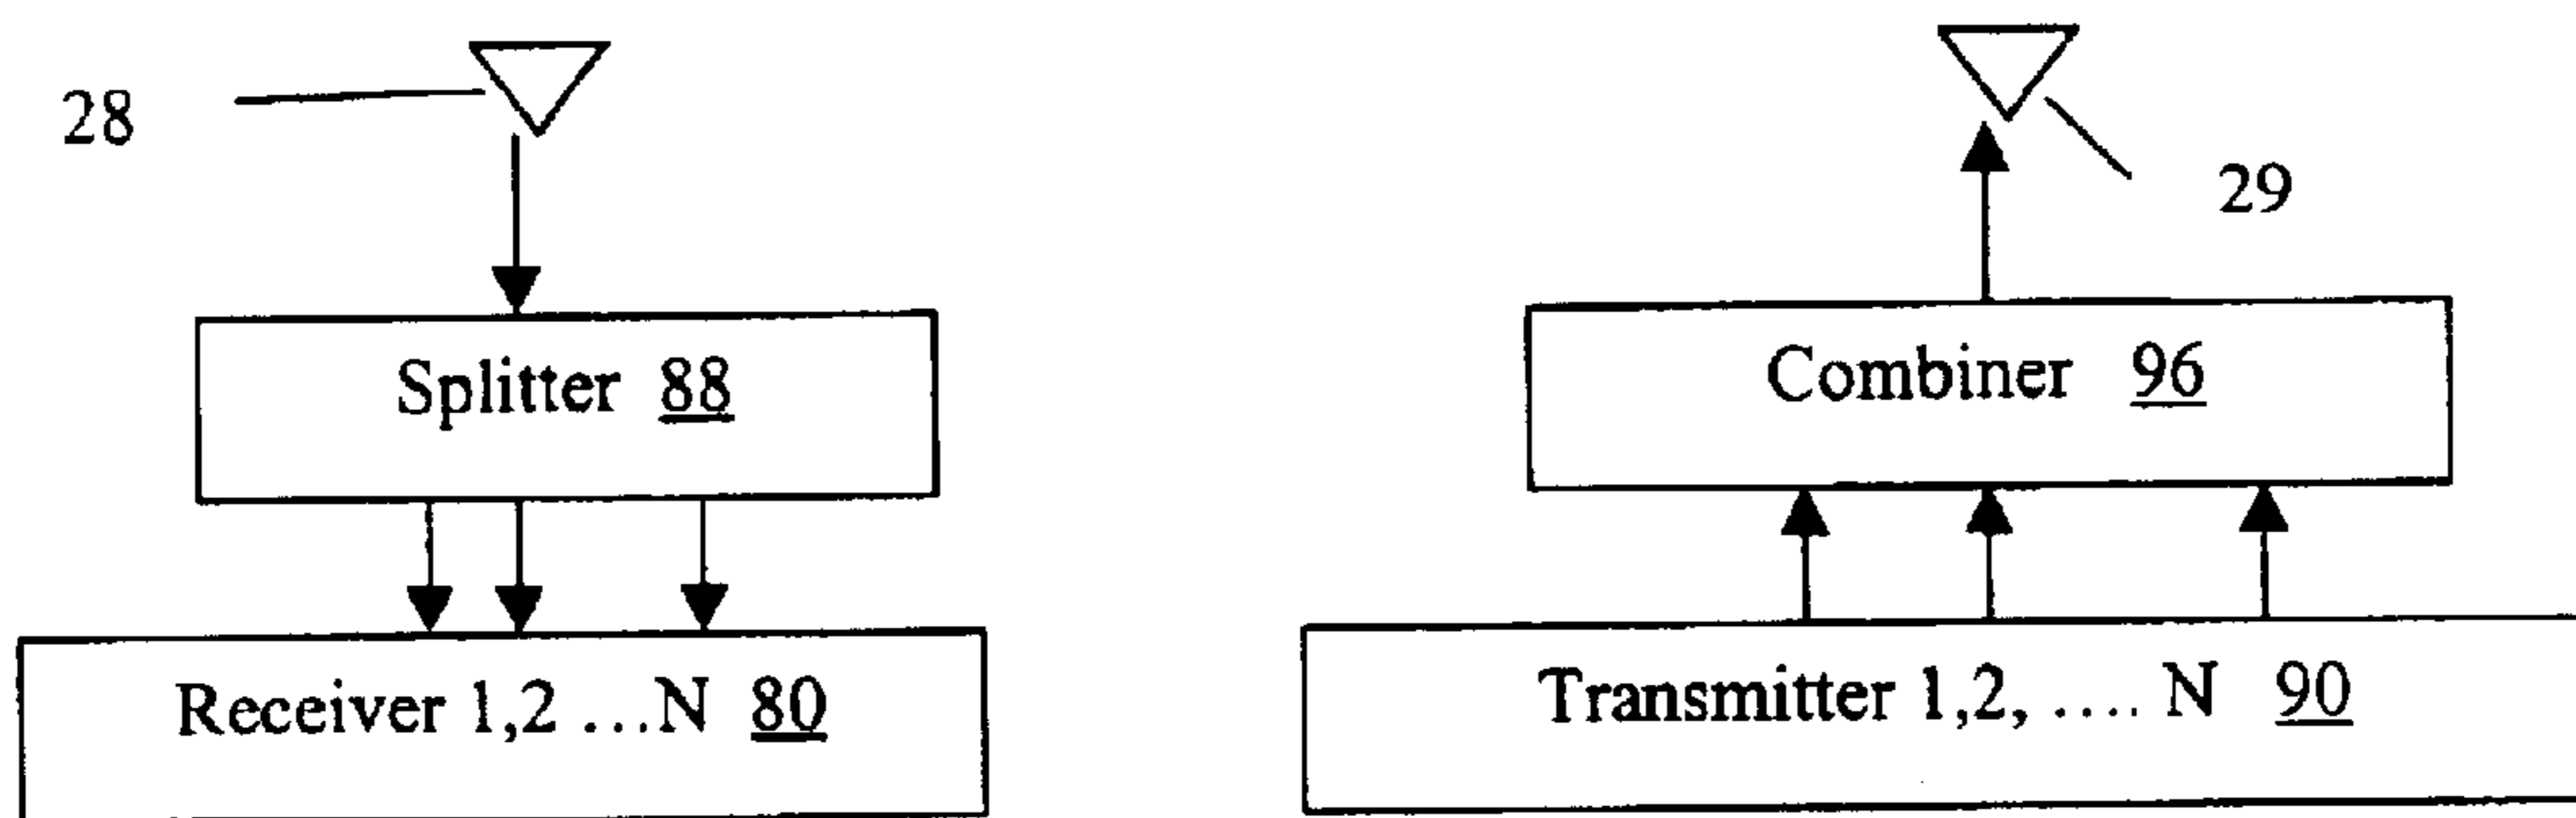 28
29
Splitter 88
Combiner 96
Receiver 1,2 ...N 80
Transmitter 1,2, .... N 90